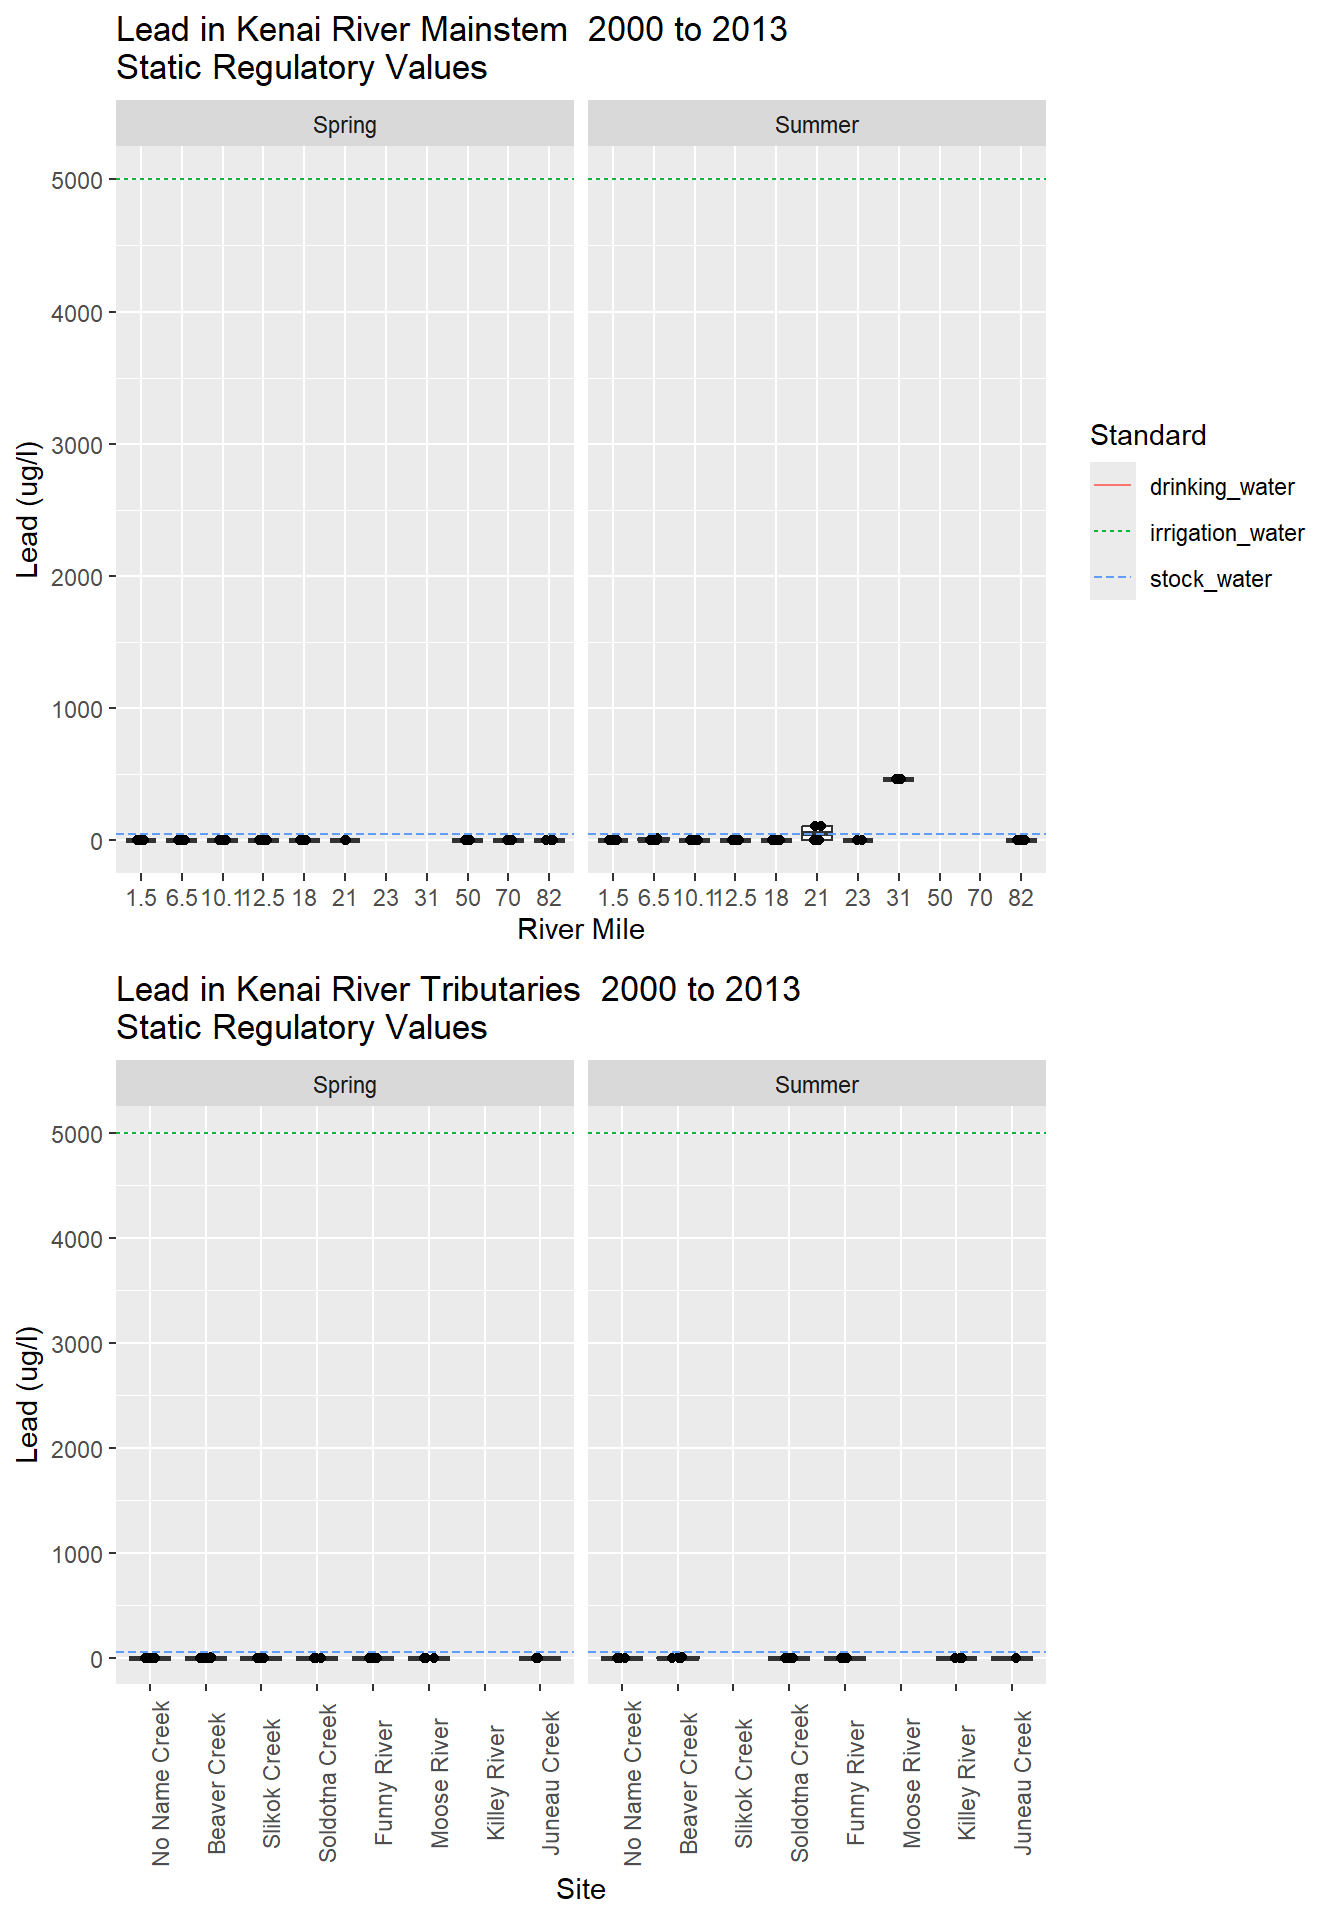 Lead in Kenai River Mainstem  2000 to 2013
Static Regulatory Values
Spring
Summer
5000
4000
3000
2000
1000
0
Lead (ug/l)
1.5 6.5 10.1 12.5 18 21 23 31 50 70 82
1.5 6.5 10.1 12.5 18 21 23 31 50 70 82
River Mile
Standard
drinking_water
irrigation_water
stock_water
Lead in Kenai River Tributaries  2000 to 2013
Static Regulatory Values
Spring
Summer
5000
4000
3000
2000
1000
0
Lead (ug/l)
No Name Creek
Beaver Creek
Slikok Creek
Soldotna Creek
Funny River
Moose River
Killey River
Juneau Creek
No Name Creek
Beaver Creek
Slikok Creek
Soldotna Creek
Funny River
Moose River
Killey River
Juneau Creek
Site